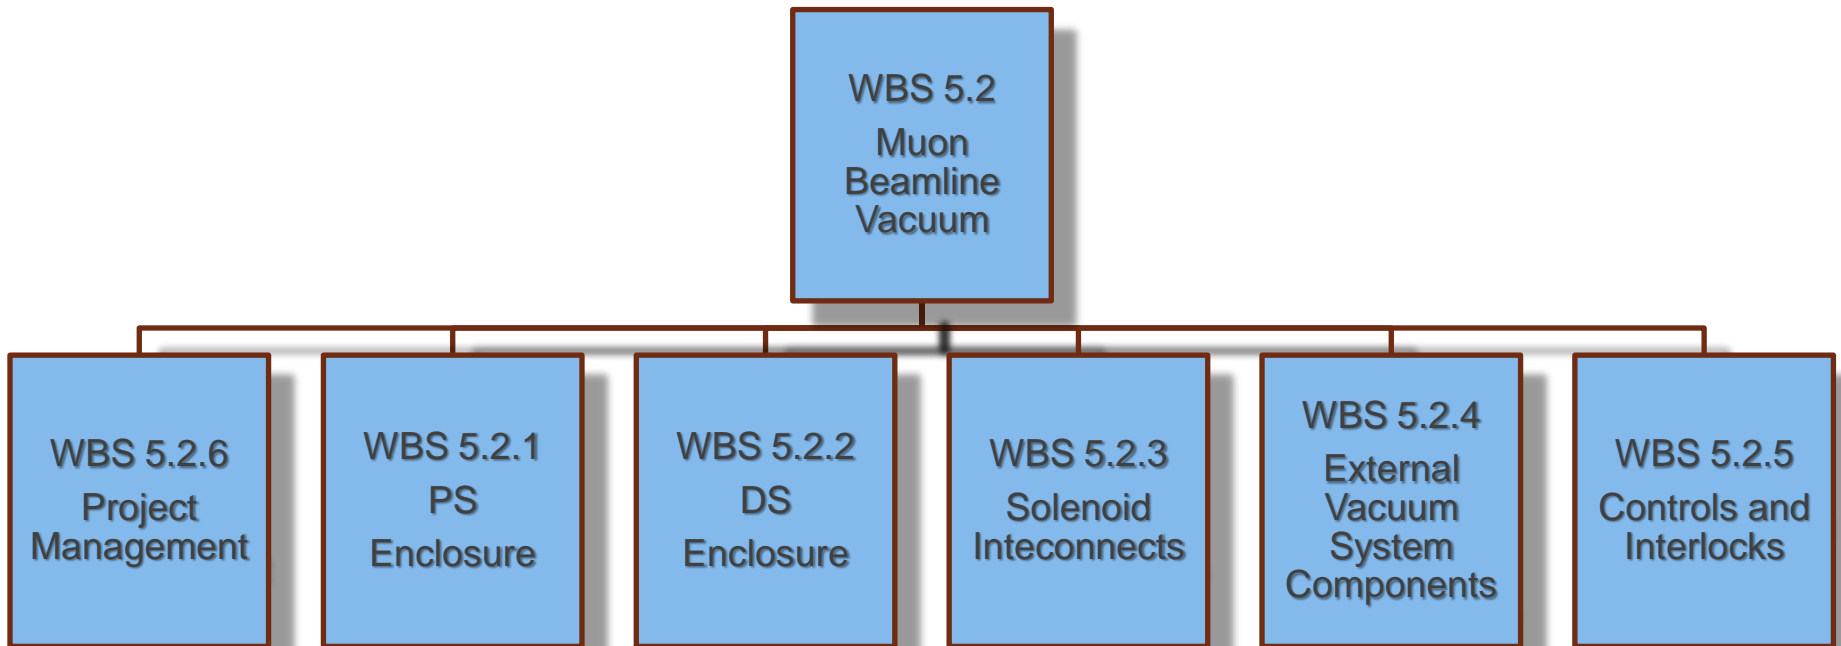 WBS 5.2
Muon
Beamline
Vacuum
WBS 5.2.6
Project
Management
WBS 5.2.1
PS
Enclosure
WBS 5.2.2
DS
Enclosure
WBS 5.2.3
Solenoid
Inteconnects
WBS 5.2.4
External
Vacuum
System
Components
WBS 5.2.5
Controls and
Interlocks